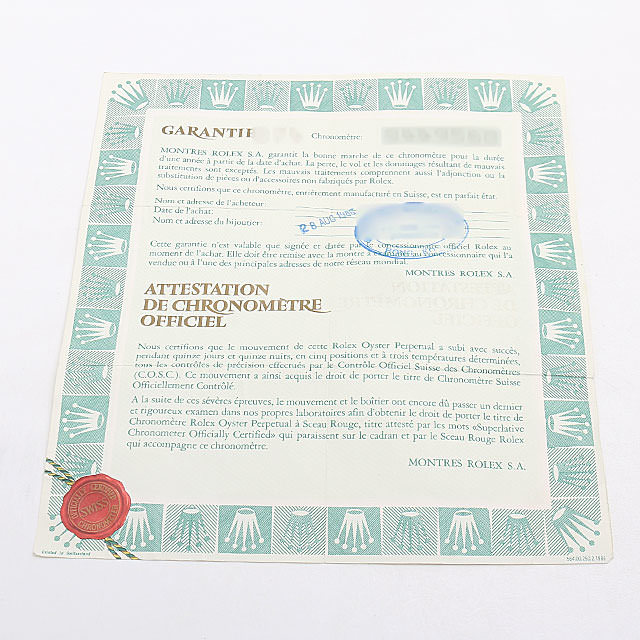 GARANTIE
Chronomètre:
MONTRES ROLEX S.A. garantit la bonne marche de ce chronomètre pour la durée
d'une année à partir de la date d'achat. La perte, le vol et les dommages résultant de mauvais
traitements sont exceptés. Les mauvais traitements comprennent aussi l'adjonction ou la
substitution de pièces ou d'accessoires non fabriqués par Rolex.
Nous certifions que ce chronomètre, entièrement manufacturé en Suisse, est en parfait état.
Nom et adresse de l'acheteur:
Date de l'achat:
28 AUG 1986
Nom et adresse du bijoutier:
Cette garantie n'est valable que signée et datée par le concessionnaire officiel Rolex au
moment de l'achat. Elle doit être remise avec la montre à examiner au concessionnaire qui l'a
vendue ou à l'une des principales adresses de notre réseau mondial.
MONTRES ROLEX S.A.
ATTESTATION
DE CHRONOMÈTRE
OFFICIEL
Nous certifions que le mouvement de cette Rolex Oyster Perpetual a subi avec succès,
pendant quinze jours et quinze nuits, en cinq positions et à trois températures déterminées,
tous les contrôles de précision effectués par le Contrôle Officiel Suisse des Chronomètres
(C.O.S.C.). Ce mouvement a ainsi acquis le droit de porter le titre de Chronomètre Suisse
Officiellement Contrôlé.
A la suite de ces sévères épreuves, le mouvement et le boîtier ont encore dû passer un dernier
et rigoureux examen dans nos propres laboratoires afin d'obtenir le droit de porter le titre de
Chronomètre Rolex Oyster Perpetual à Sceau Rouge, titre attesté par les mots «Superlative
Chronometer Officially Certified» qui paraissent sur le cadran et par le Sceau Rouge Rolex
qui accompagne ce chronomètre.
MONTRES ROLEX S.A.
OFFICIALLY CERTIFIED
SWISS
CHRONOMETER
Printed in Switzerland